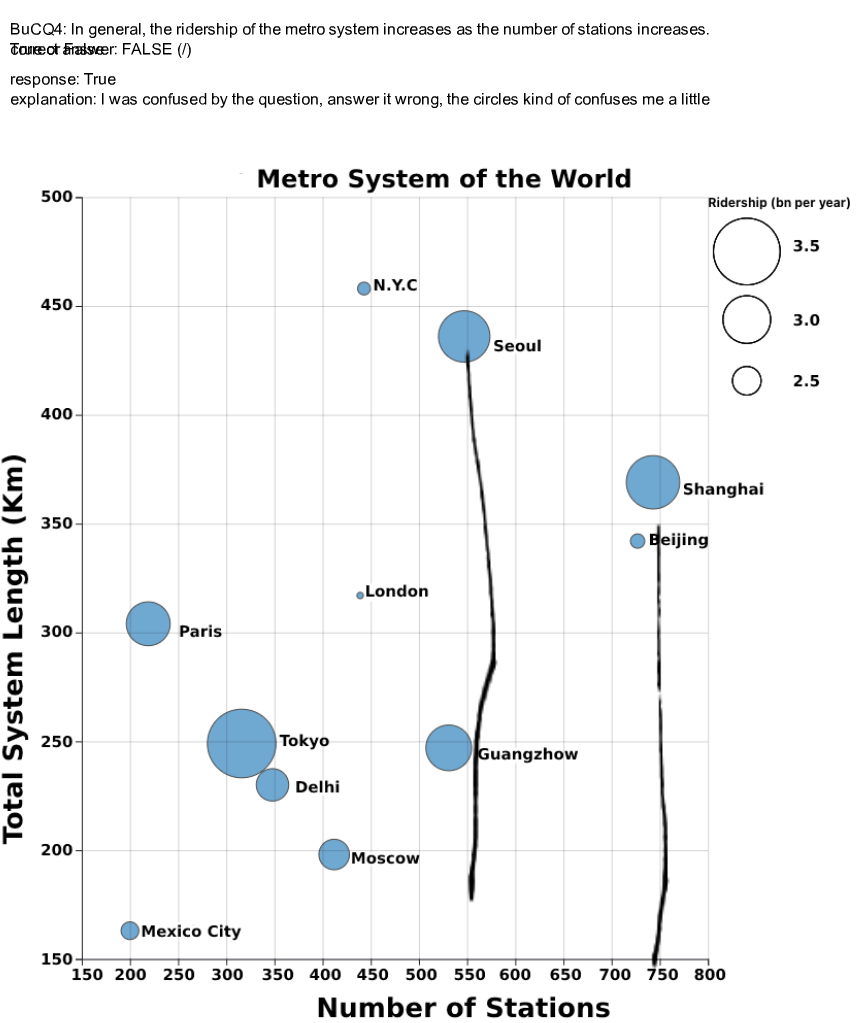 BuCQ4: In general, the ridership of the metro system increases as the number of stations increases.
True or False
correct answer: FALSE (/)
response: True
explanation: I was confused by the question, answer it wrong, the circles kind of confuses me a little
Metro System of the World
Ridership (bn per year)
3.5
3.0
2.5
Total System Length (Km)
500
450
400
350
300
250
200
150
N.Y.C
Seoul
Shanghai
Beijing
London
Paris
Tokyo
Guangzhow
Delhi
Moscow
Mexico City
150 200 250 300 350 400 450 500 550 600 650 700 750 800
Number of Stations